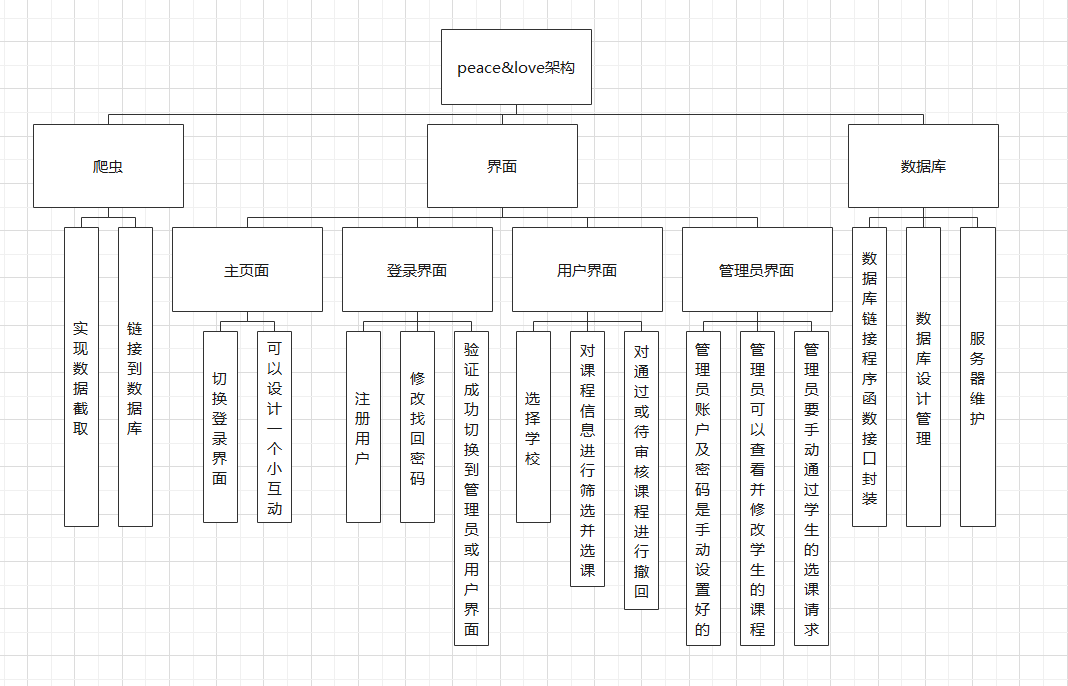 peace&love架构
爬虫
界面
数据库
主页面
登录界面
用户界面
管理员界面
实现数据截取
链接到数据库
切换登录界面
可以设计一个小互动
注册用户
修改找回密码
验证成功切换到管理员或用户界面
选择学校
对课程信息进行筛选并选课
对通过或待审核课程进行撤回
管理员账户及密码是手动设置好的
管理员可以查看并修改学生的课程
管理员要手动通过学生的选课请求
数据库链接程序函数接口封装
数据库设计管理
服务器维护